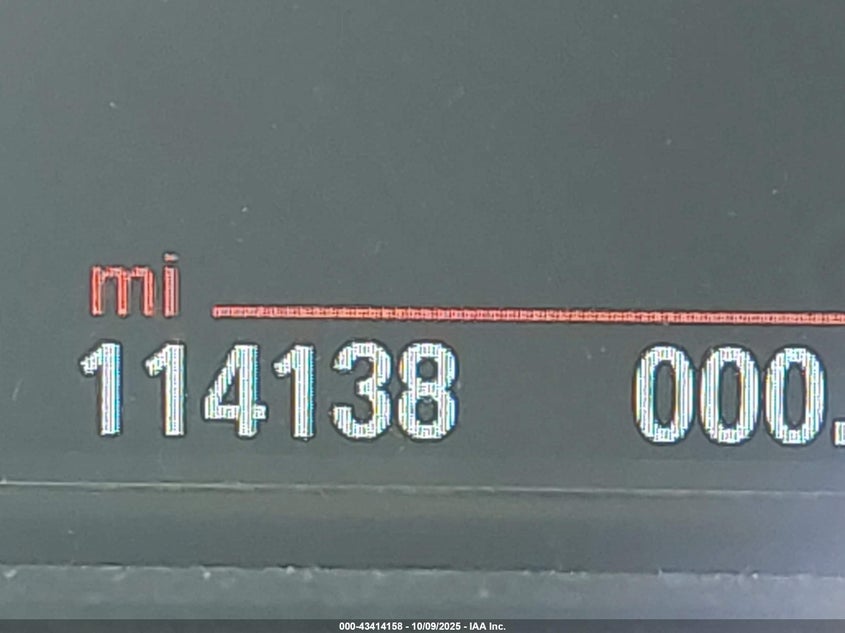 mi
114138 000.
000-43414158 - 10/09/2025 - IAA Inc.